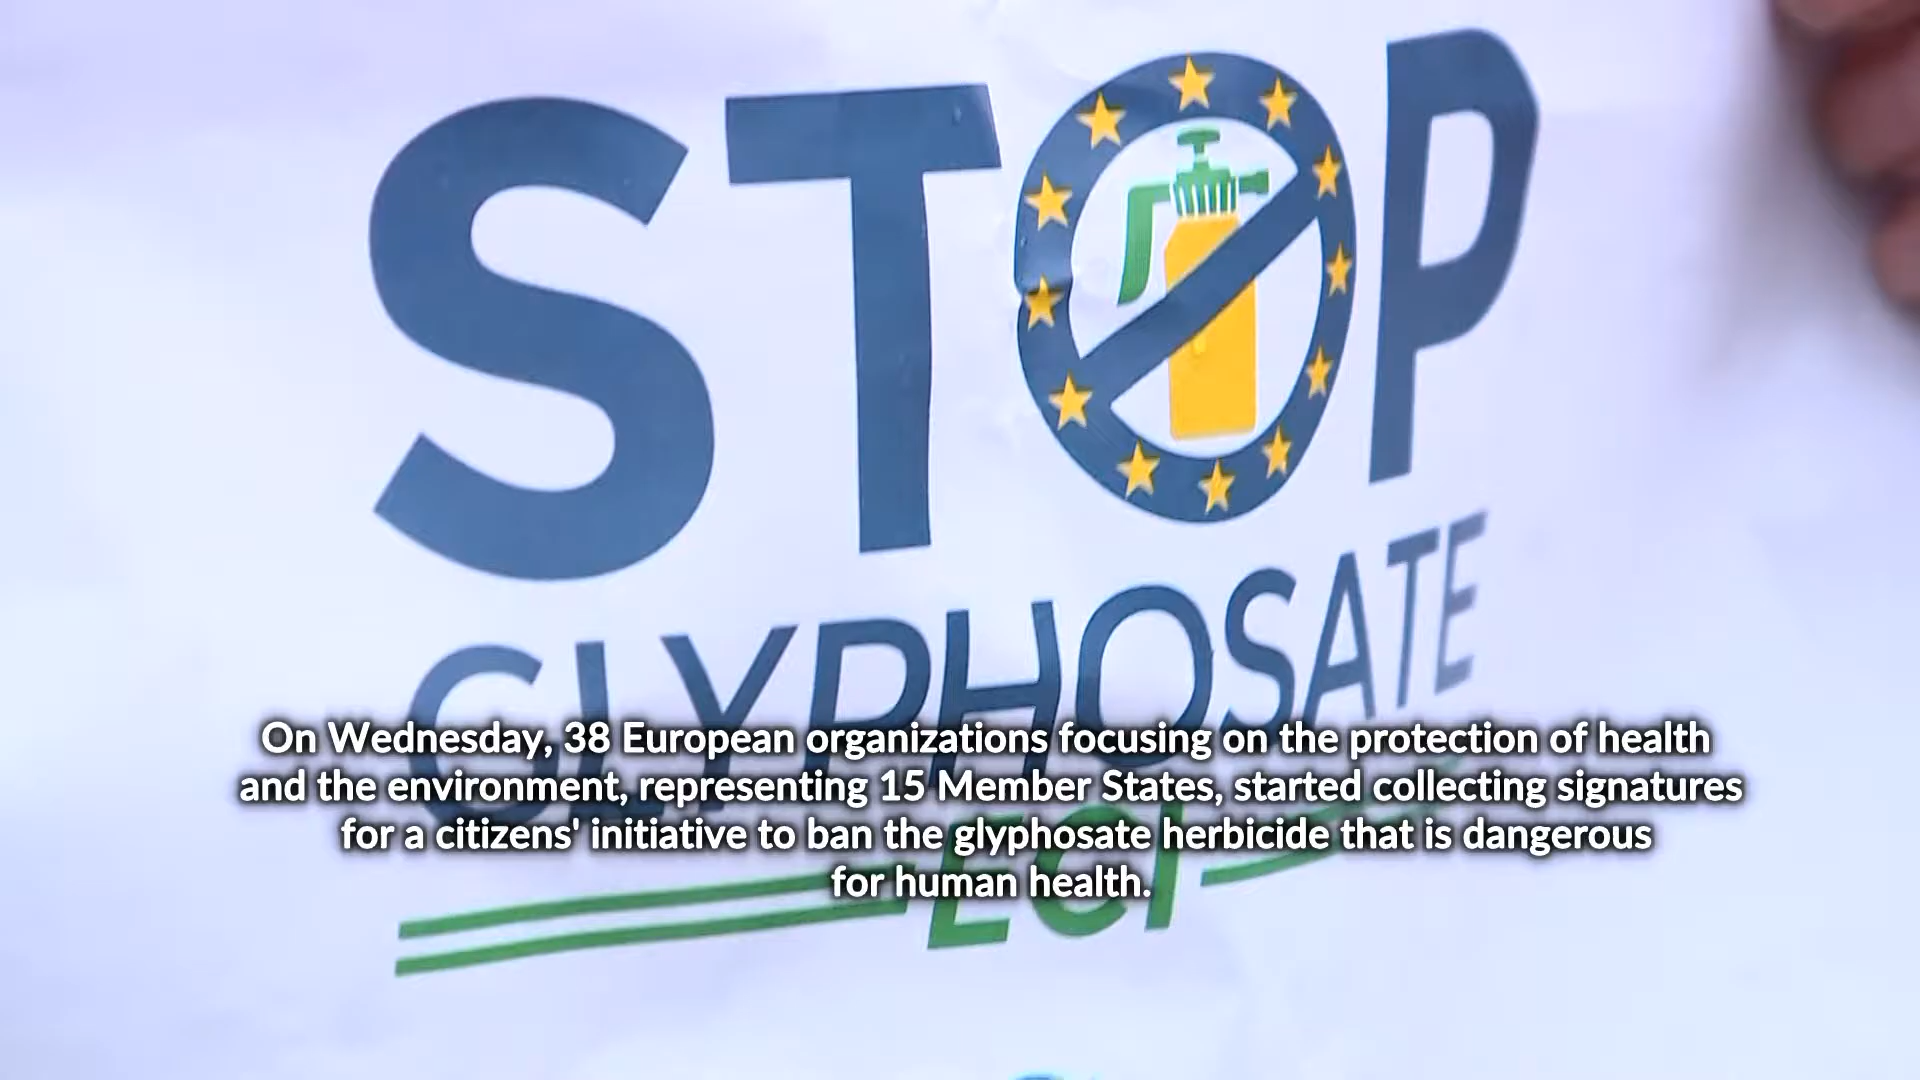 STOP
GLYPHOSATE
ECI
On Wednesday, 38 European organizations focusing on the protection of health
and the environment, representing 15 Member States, started collecting signatures
for a citizens' initiative to ban the glyphosate herbicide that is dangerous
for human health.